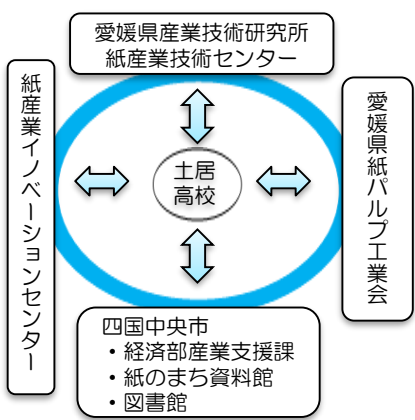 愛媛県産業技術研究所
紙産業技術センター
紙産業イノベーションセンター
土居
高校
愛媛県紙パルプ工業会
四国中央市
・経済部産業支援課
・紙のまち資料館
・図書館